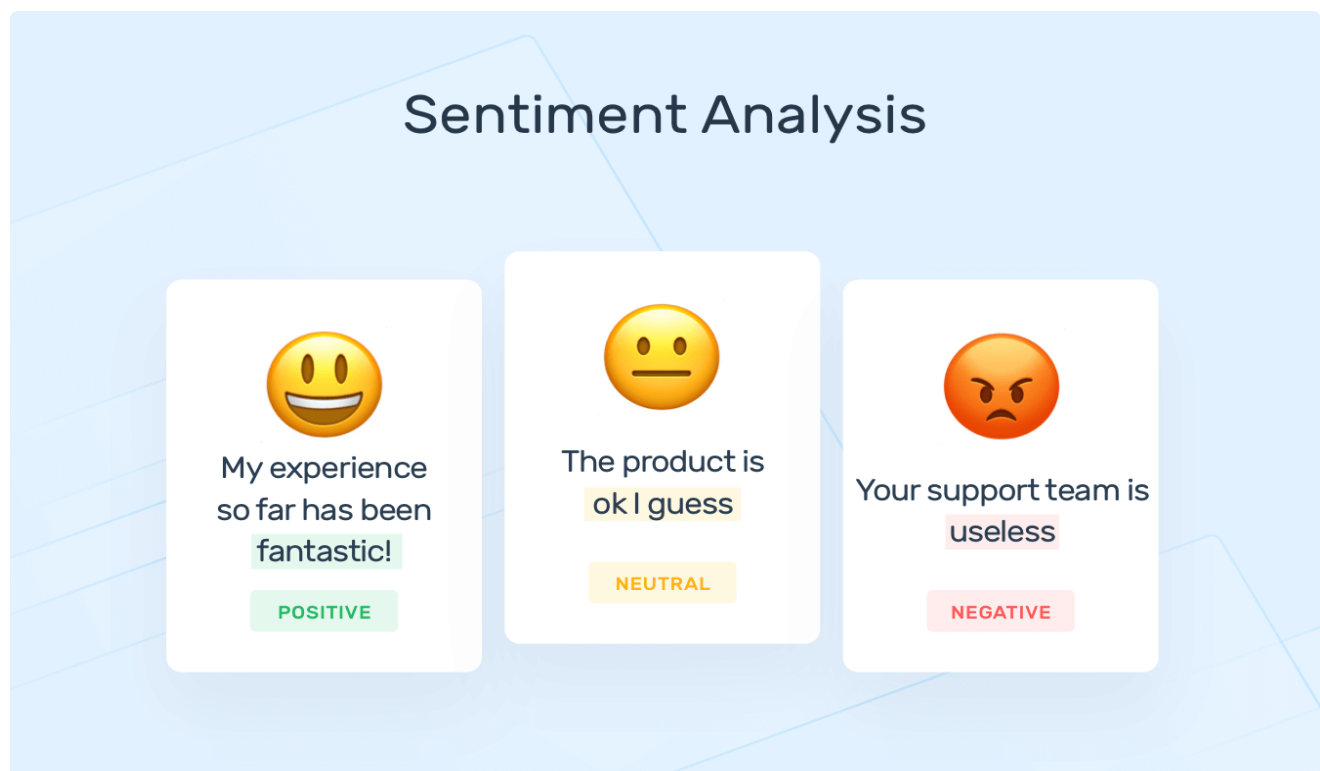 Sentiment Analysis
My experience
so far has been
fantastic!
POSITIVE
The product is
ok I guess
NEUTRAL
Your support team is
useless
NEGATIVE